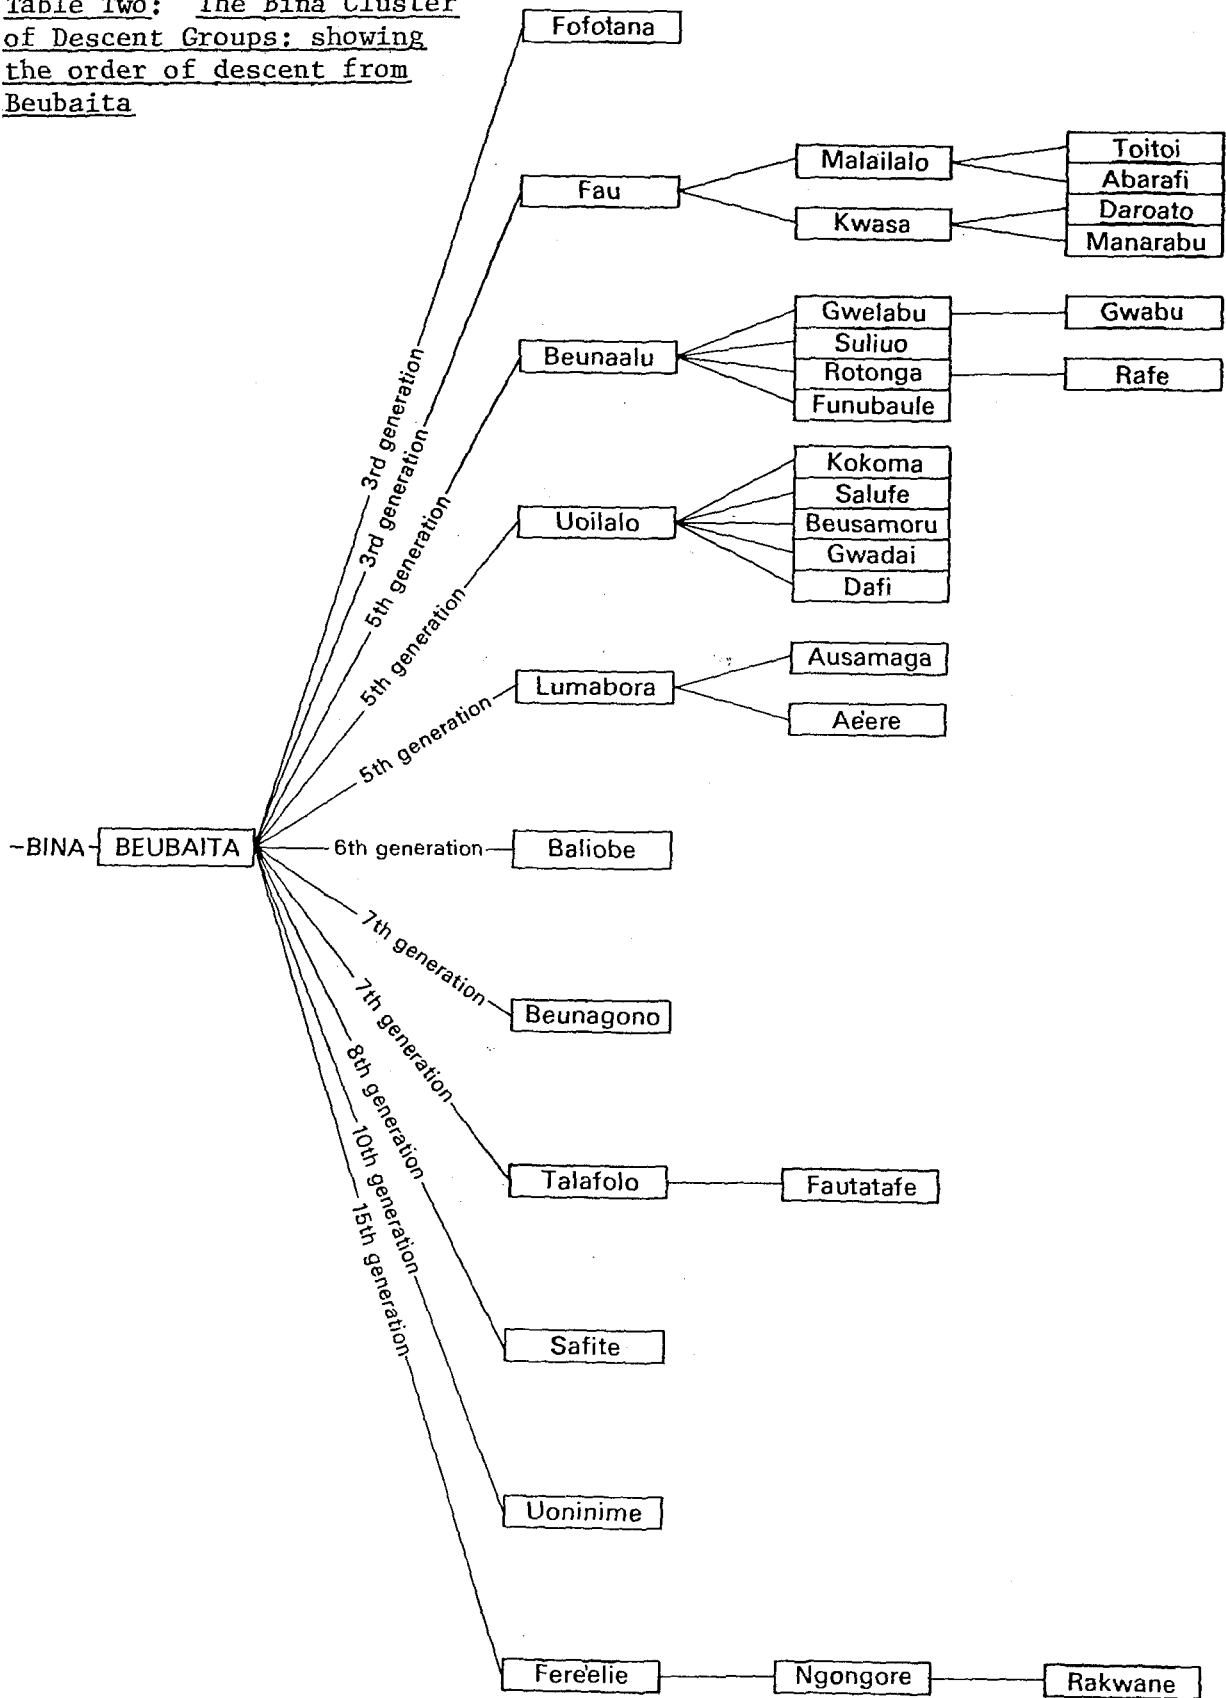 Table Two: The Bina Cluster
of Descent Groups: showing
the order of descent from
Beubaita
Fofotana
Fau
Malailalo
Toitoi
Abarafi
Kwasa
Daroato
Manarabu
Beunaalu
Gwelabu
Gwabu
Suliuo
Rotonga
Rafe
Funubaule
Uoilalo
Kokoma
Salufe
Beusamoru
Gwadai
Dafi
Lumabora
Ausamaga
Ae'ere
3rd generation
3rd generation
5th generation
5th generation
5th generation
BINA
BEUBAITA
6th generation
Baliobe
7th generation
Beunagono
7th generation
Talafolo
Fautatafe
8th generation
Safite
10th generation
Uoninime
15th generation
Fere'elie
Ngongore
Rakwane